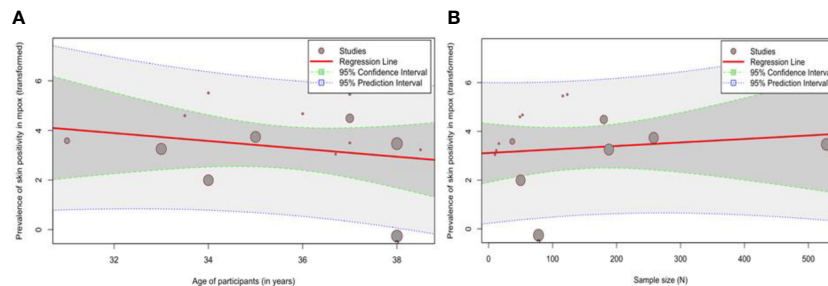 A
B
Prevalence of skin positivity in mpox (transformed)
6
4
2
0
32
34
36
38
Age of participants (in years)
Studies
Regression Line
95% Confidence Interval
95% Prediction Interval
Prevalence of skin positivity in mpox (transformed)
6
4
2
0
0
100
200
300
400
500
Sample size (N)
Studies
Regression Line
95% Confidence Interval
95% Prediction Interval